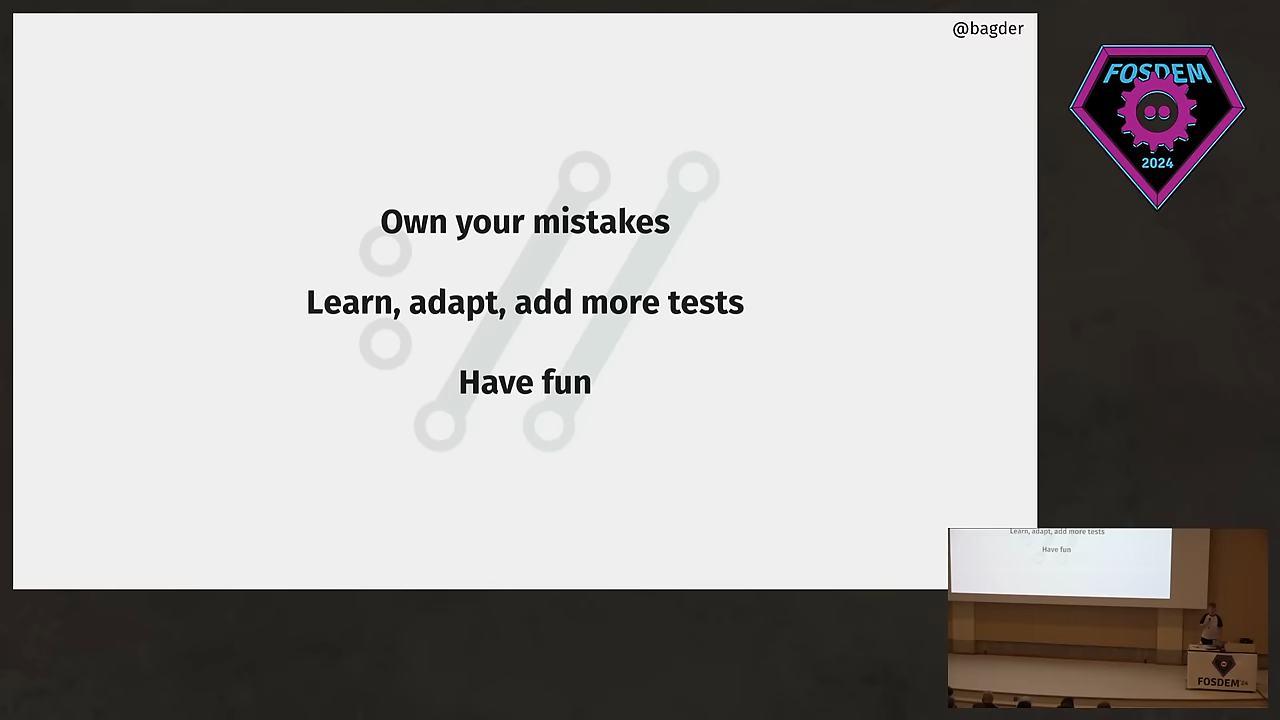 @bagder
FOSDEM
2024
Own your mistakes
Learn, adapt, add more tests
Have fun
Learn, adapt, add more tests
Have fun
FOSDEM'24